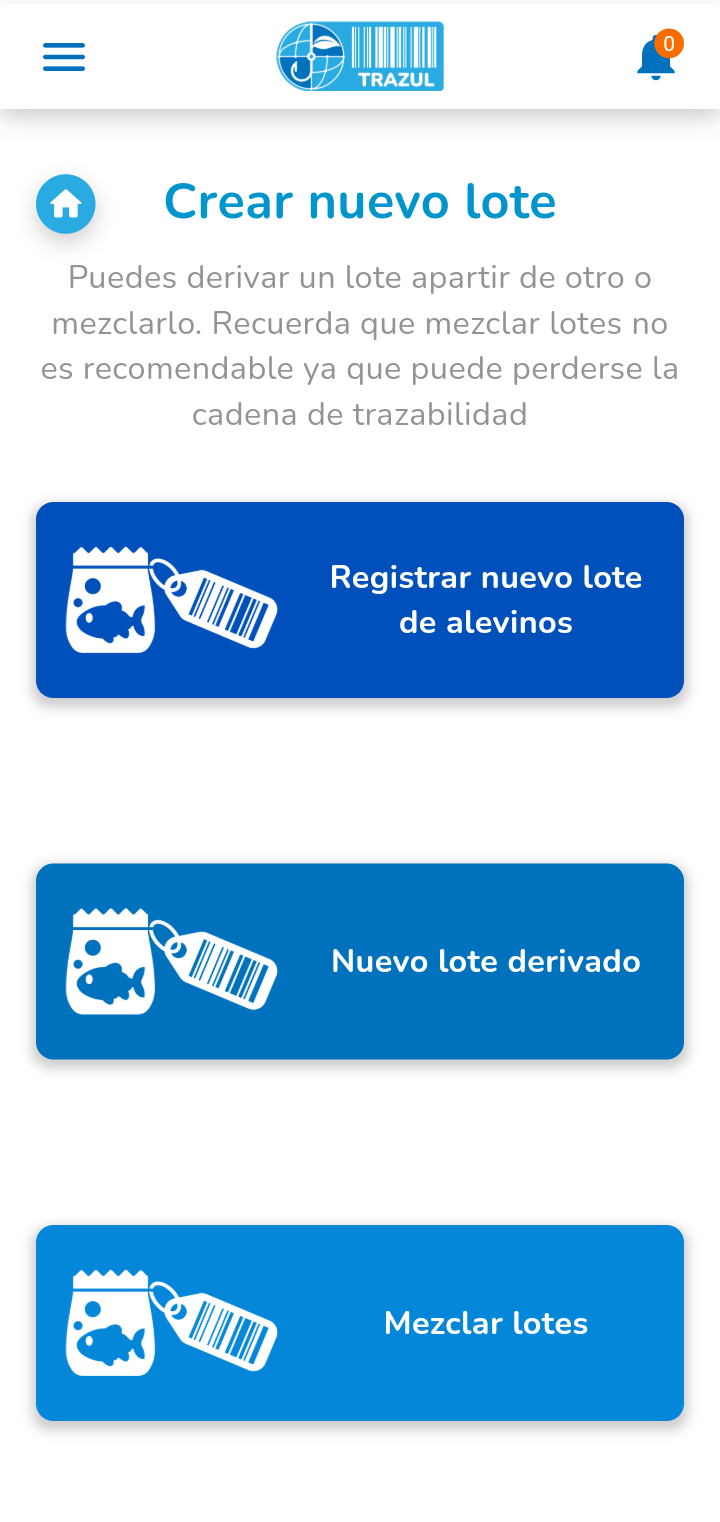 TRAZUL
0
Crear nuevo lote
Puedes derivar un lote apartir de otro o
mezclarlo. Recuerda que mezclar lotes no
es recomendable ya que puede perderse la
cadena de trazabilidad
Registrar nuevo lote
de alevinos
Nuevo lote derivado
Mezclar lotes